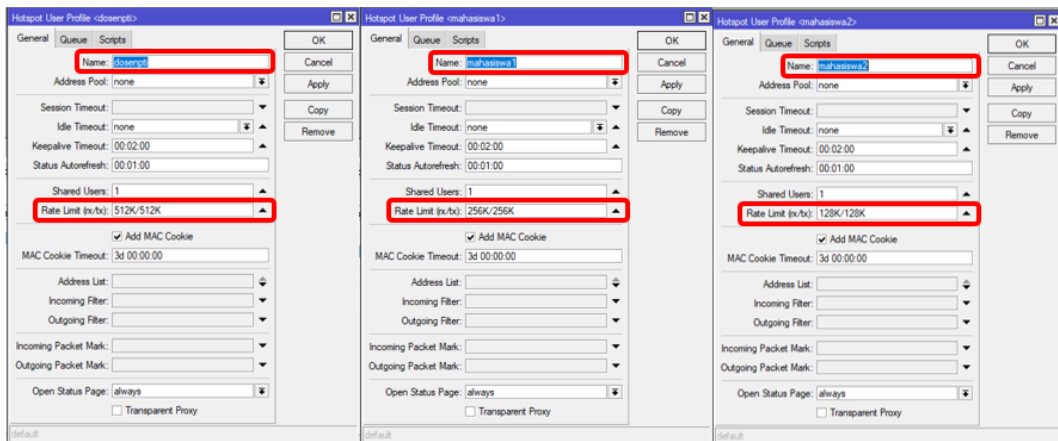 Hotspot User Profile <dosenpti>
General Queue Scripts
Name: dosenpti
Address Pool: none
Session Timeout:
Idle Timeout: none
Keepalive Timeout: 00:02:00
Status Autorefresh: 00:01:00
Shared Users: 1
Rate Limit (rx/tx): 512K/512K
Add MAC Cookie
MAC Cookie Timeout: 3d 00:00:00
Address List:
Incoming Filter:
Outgoing Filter:
Incoming Packet Mark:
Outgoing Packet Mark:
Open Status Page: always
Transparent Proxy
OK
Cancel
Apply
Copy
Remove
default
Hotspot User Profile <mahasiswa1>
General Queue Scripts
Name: mahasiswa1
Address Pool: none
Session Timeout:
Idle Timeout: none
Keepalive Timeout: 00:02:00
Status Autorefresh: 00:01:00
Shared Users: 1
Rate Limit (rx/tx): 256K/256K
Add MAC Cookie
MAC Cookie Timeout: 3d 00:00:00
Address List:
Incoming Filter:
Outgoing Filter:
Incoming Packet Mark:
Outgoing Packet Mark:
Open Status Page: always
Transparent Proxy
OK
Cancel
Apply
Copy
Remove
default
Hotspot User Profile <mahasiswa2>
General Queue Scripts
Name: mahasiswa2
Address Pool: none
Session Timeout:
Idle Timeout: none
Keepalive Timeout: 00:02:00
Status Autorefresh: 00:01:00
Shared Users: 1
Rate Limit (rx/tx): 128K/128K
Add MAC Cookie
MAC Cookie Timeout: 3d 00:00:00
Address List:
Incoming Filter:
Outgoing Filter:
Incoming Packet Mark:
Outgoing Packet Mark:
Open Status Page: always
Transparent Proxy
OK
Cancel
Apply
Copy
Remove
default